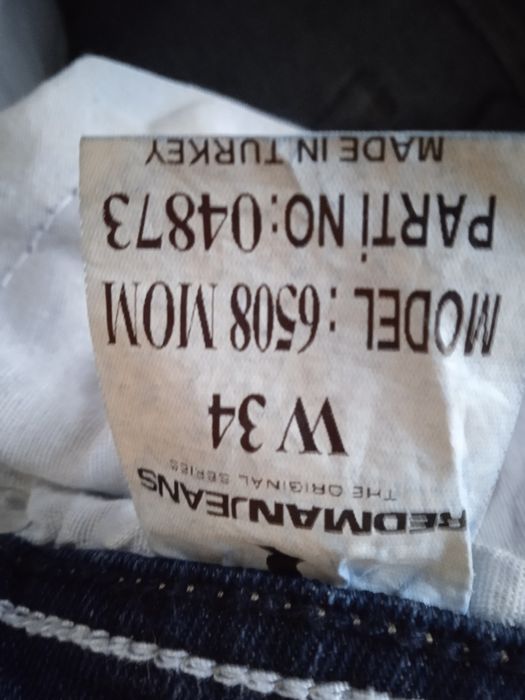 REDMANJEANS
THE ORIGINAL SERIES
W 34
MODEL : 6508 MOM
PARTİ NO: 04873
MADE IN TURKEY